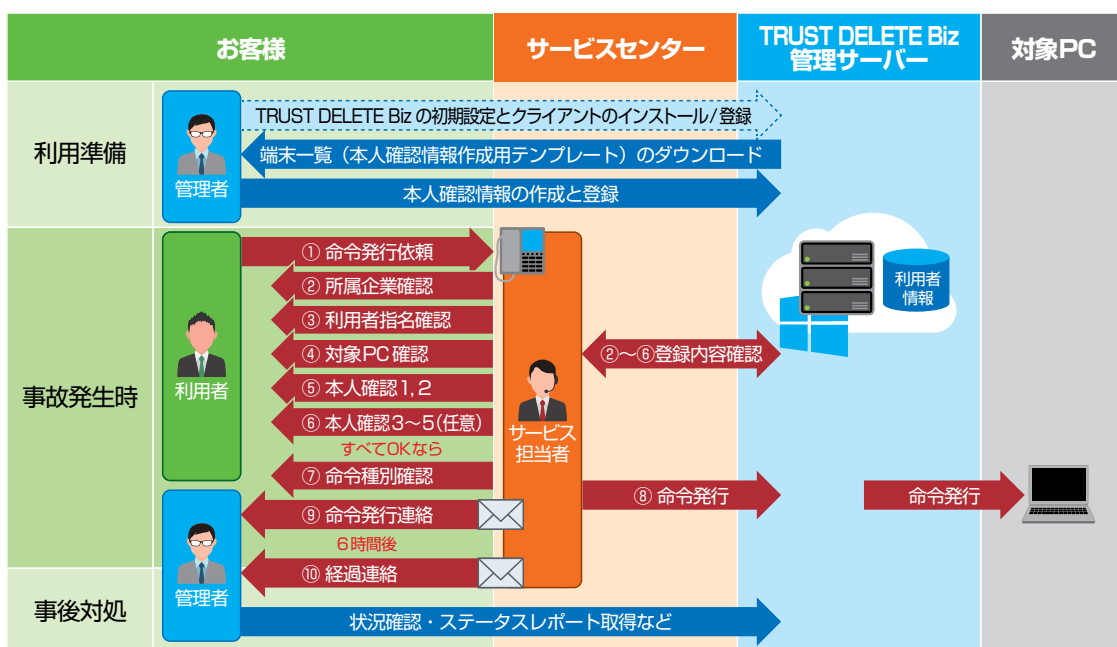 お客様
サービスセンター
TRUST DELETE Biz
管理サーバー
対象PC
利用準備
管理者
TRUST DELETE Biz の初期設定とクライアントのインストール/登録
端末一覧（本人確認情報作成用テンプレート）のダウンロード
本人確認情報の作成と登録
事故発生時
利用者
① 命令発行依頼
② 所属企業確認
③ 利用者指名確認
④ 対象PC確認
⑤ 本人確認1, 2
⑥ 本人確認3～5(任意)
すべてOKなら
⑦ 命令種別確認
サービス
担当者
②～⑥登録内容確認
利用者
情報
⑧ 命令発行
命令発行
⑨ 命令発行連絡
6時間後
⑩ 経過連絡
管理者
事後対処
状況確認・ステータスレポート取得など